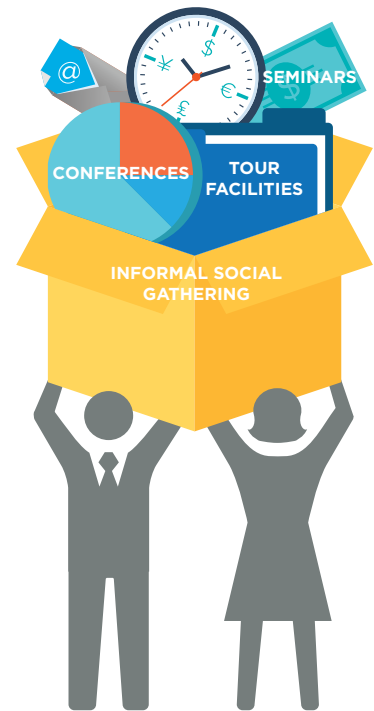 @
$
¥
€
£
SEMINARS
CONFERENCES
TOUR
FACILITIES
INFORMAL SOCIAL
GATHERING